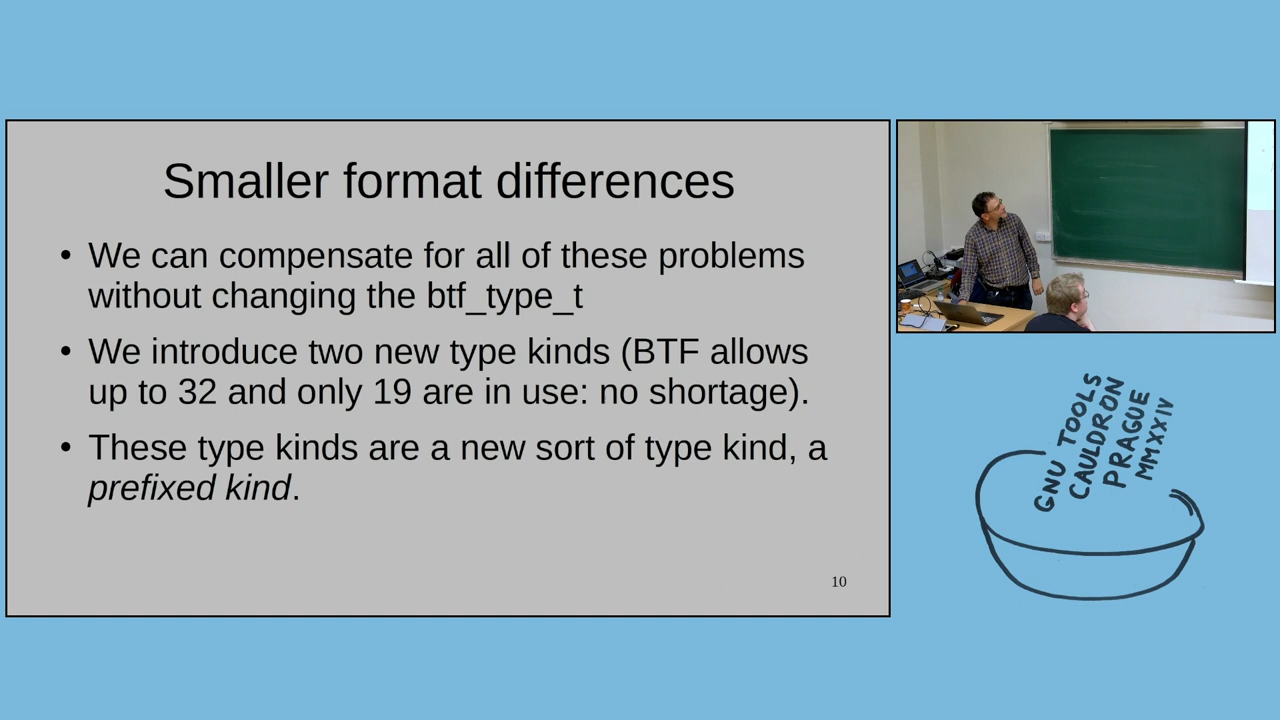 Smaller format differences
• We can compensate for all of these problems
without changing the btf_type_t
• We introduce two new type kinds (BTF allows
up to 32 and only 19 are in use: no shortage).
• These type kinds are a new sort of type kind, a
prefixed kind.
10
GNU TOOLS
CAULDRON
PRAGUE
MMXXIV